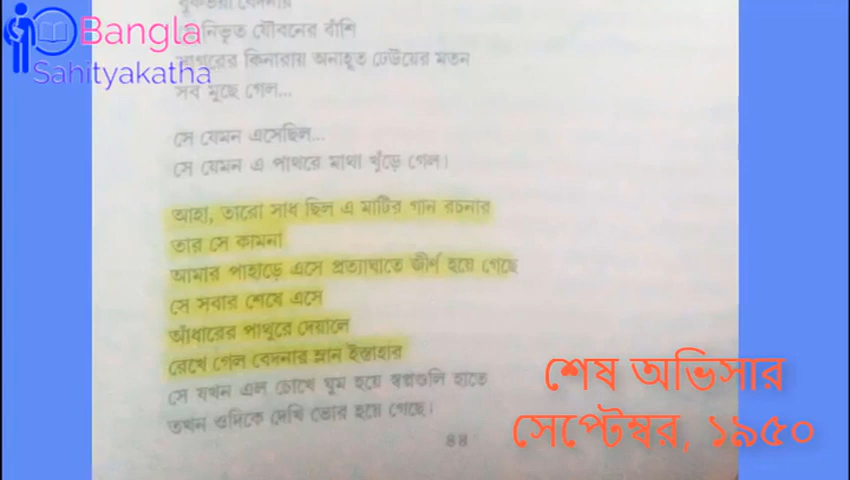 Bangla
Sahityakatha
নিভৃত যৌবনের বাঁশি
সাগরের কিনারায় অনাহূত ঢেউয়ের মতন
সব মুছে গেল...
সে যেমন এসেছিল...
সে যেমন এ পাথরে মাথা খুঁড়ে গেল।
আহা, তারো সাধ ছিল এ মাটির গান রচনার
তার সে কামনা
আমার পাহাড়ে এসে প্রত্যাঘাতে জীর্ণ হয়ে গেছে
সে সবার শেষে এসে
আঁধারের পাথুরে দেয়ালে
রেখে গেল বেদনার ম্লান ইস্তাহার
সে যখন এল চোখে ঘুম হয়ে স্বপ্নগুলি হাতে
তখন ওদিকে দেখি ভোর হয়ে গেছে।
৪৪
শেষ অভিসার
সেপ্টেম্বর, ১৯৫০